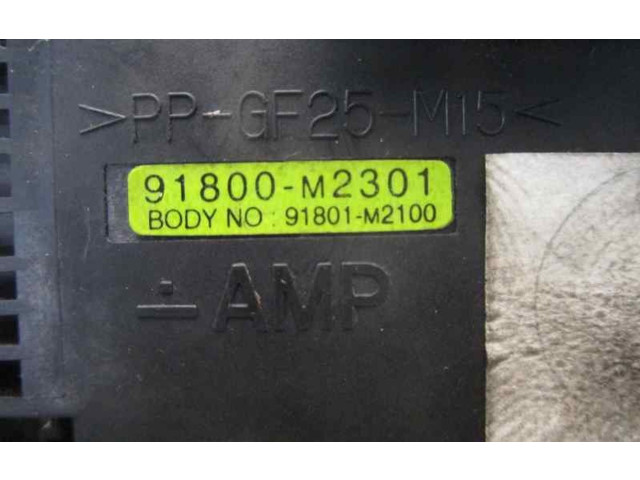 >PP-GF25-M15<
91800-M2301
BODY NO : 91801-M2100
AMP